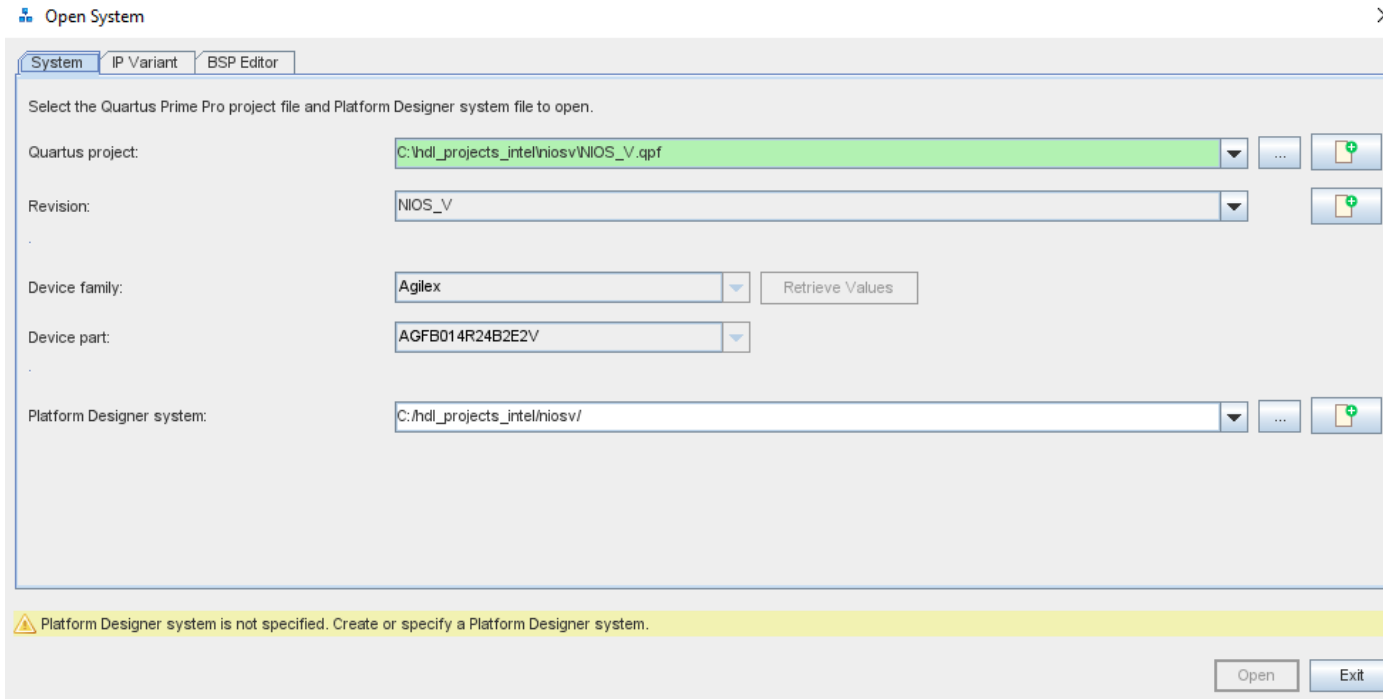 Open System
System IP Variant BSP Editor
Select the Quartus Prime Pro project file and Platform Designer system file to open.
Quartus project: C:\hdl_projects_intel\niosv\NIOS_V.qpf ...
Revision: NIOS_V
.
Device family: Agilex Retrieve Values
Device part: AGFB014R24B2E2V
.
Platform Designer system: C:/hdl_projects_intel/niosv/ ...
Platform Designer system is not specified. Create or specify a Platform Designer system.
Open Exit